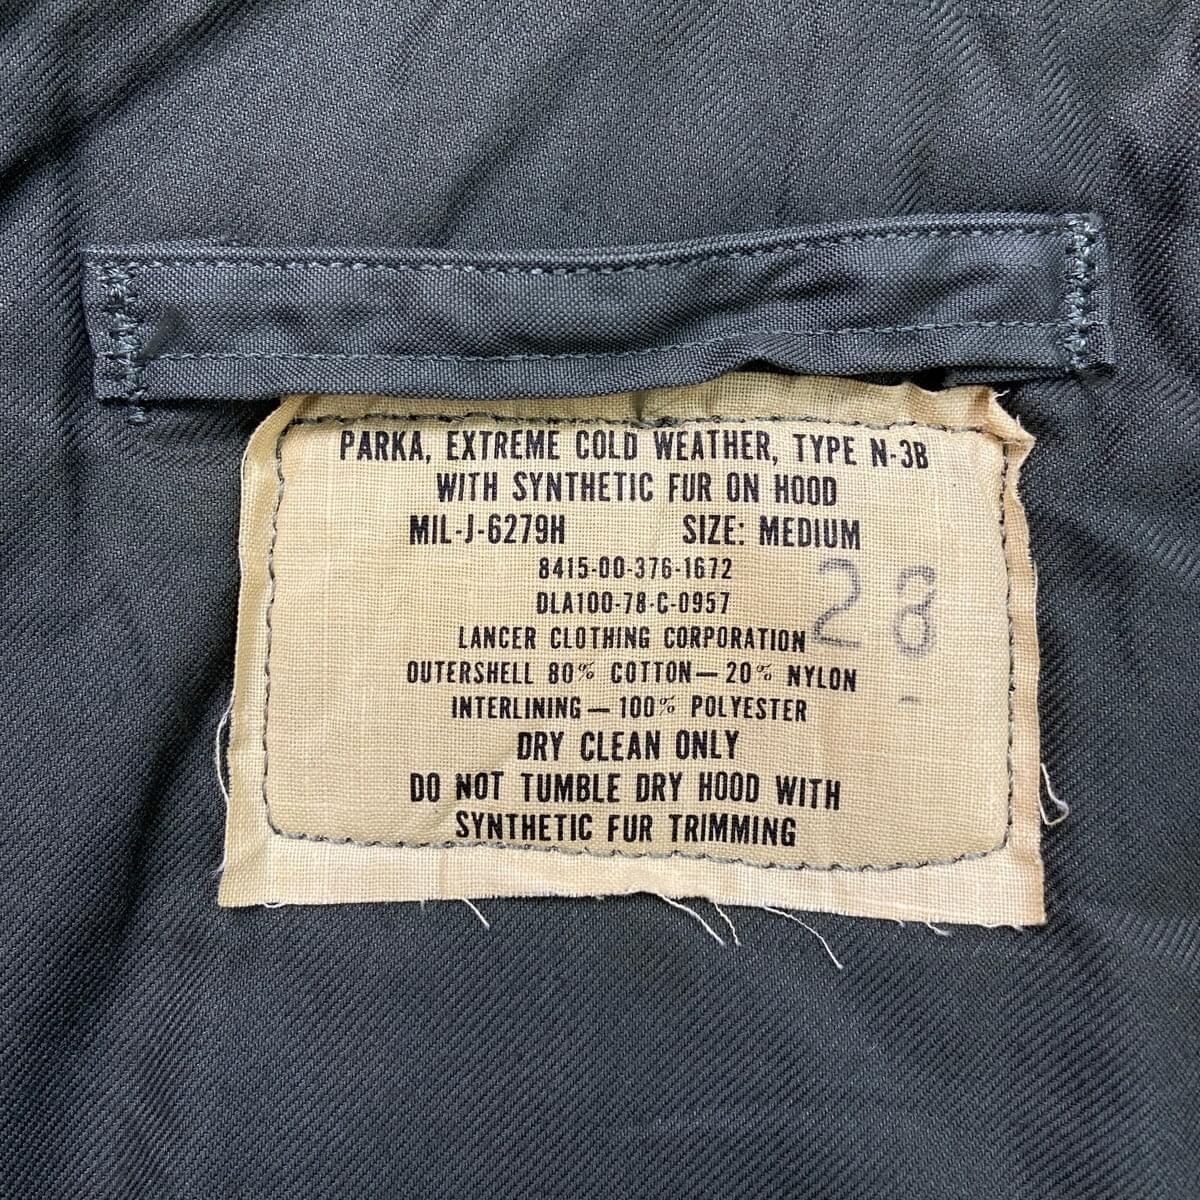 PARKA, EXTREME COLD WEATHER, TYPE N-3B
WITH SYNTHETIC FUR ON HOOD
MIL-J-6279H SIZE: MEDIUM
8415-00-376-1672
DLA100-78-C-0957
28
LANCER CLOTHING CORPORATION
OUTERSHELL 80% COTTON—20% NYLON
INTERLINING—100% POLYESTER
DRY CLEAN ONLY
DO NOT TUMBLE DRY HOOD WITH
SYNTHETIC FUR TRIMMING